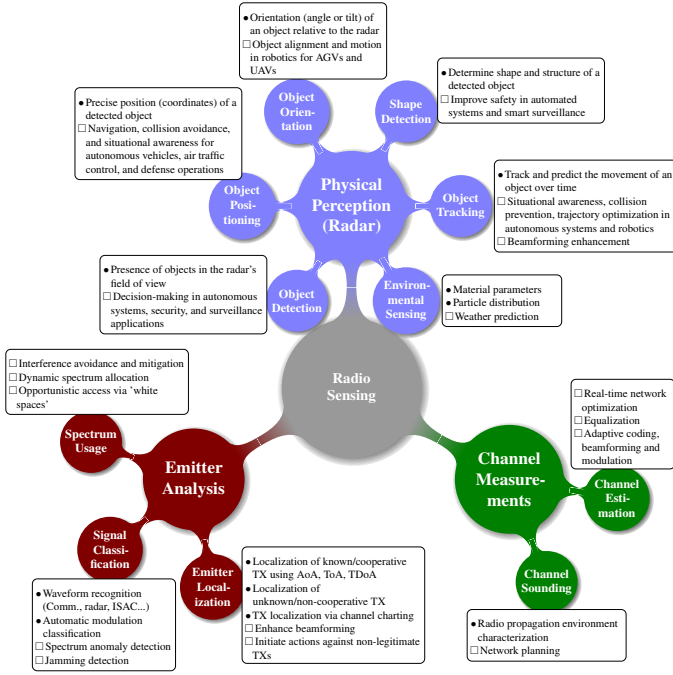 ● Orientation (angle or tilt) of
an object relative to the radar
□ Object alignment and motion
in robotics for AGVs and
UAVs
● Determine shape and structure of a
detected object
□ Improve safety in automated
systems and smart surveillance
Object
Orien-
tation
Shape
Detection
● Precise position (coordinates) of a
detected object
□ Navigation, collision avoidance,
and situational awareness for
autonomous vehicles, air traffic
control, and defense operations
Physical
Perception
(Radar)
Object
Posi-
tioning
Object
Tracking
● Track and predict the movement of an
object over time
□ Situational awareness, collision
prevention, trajectory optimization in
autonomous systems and robotics
□ Beamforming enhancement
● Presence of objects in the radar's
field of view
□ Decision-making in autonomous
systems, security, and surveillance
applications
Object
Detection
Environ-
mental
Sensing
● Material parameters
● Particle distribution
□ Weather prediction
Radio
Sensing
□ Interference avoidance and mitigation
□ Dynamic spectrum allocation
□ Opportunistic access via 'white
spaces'
Spectrum
Usage
Emitter
Analysis
Signal
Classi-
fication
Emitter
Local-
ization
● Waveform recognition
(Comm., radar, ISAC...)
● Automatic modulation
classification
□ Spectrum anomaly detection
□ Jamming detection
● Localization of known/cooperative
TX using AoA, ToA, TDoA
● Localization of
unknown/non-cooperative TX
● TX localization via channel charting
□ Enhance beamforming
□ Initiate actions against non-legitimate
TXs
□ Real-time network
optimization
□ Equalization
□ Adaptive coding,
beamforming and
modulation
Channel
Measure-
ments
Channel
Esti-
mation
Channel
Sounding
● Radio propagation environment
characterization
□ Network planning